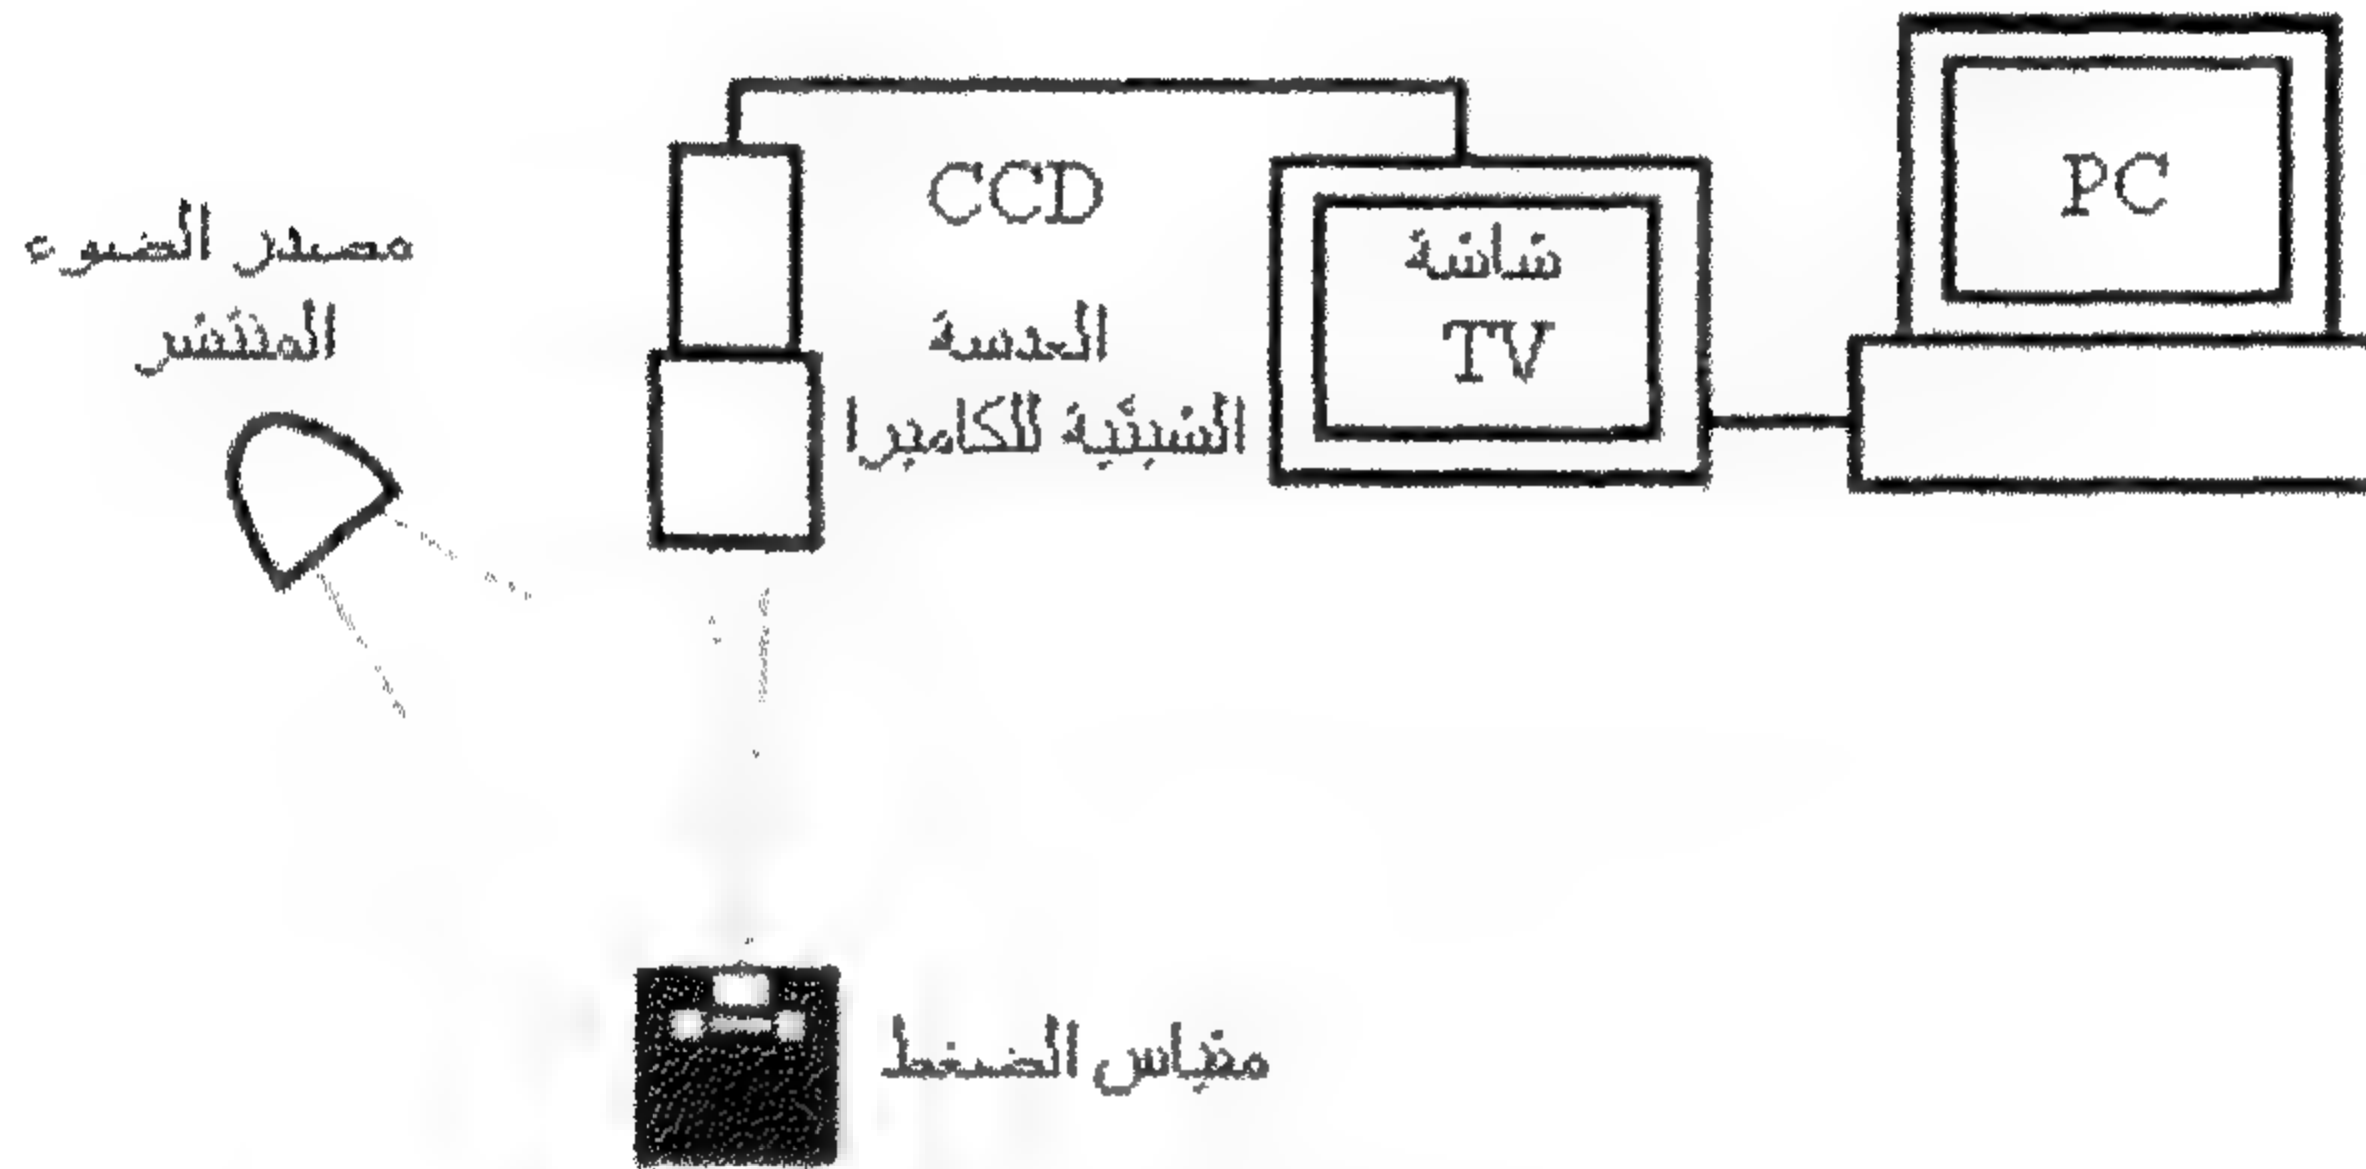 مصدر الضوء
المنتشر
CCD
العدسة
الشيئية للكاميرا
شاشة
TV
PC
مقياس الضغط